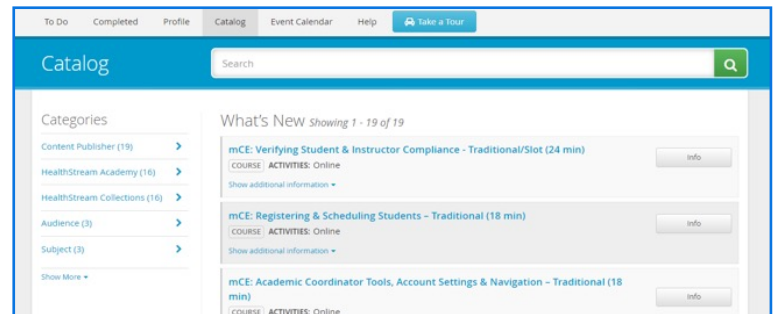 To Do Completed Profile Catalog Event Calendar Help Take a Tour
Catalog
Search
Categories
Content Publisher (19)
HealthStream Academy (16)
HealthStream Collections (16)
Audience (3)
Subject (3)
Show More
What's New Showing 1 - 19 of 19
mCE: Verifying Student & Instructor Compliance - Traditional/Slot (24 min)
COURSE ACTIVITIES: Online
Show additional information
Info
mCE: Registering & Scheduling Students – Traditional (18 min)
COURSE ACTIVITIES: Online
Show additional information
Info
mCE: Academic Coordinator Tools, Account Settings & Navigation – Traditional (18
min)
COURSE ACTIVITIES: Online
Info